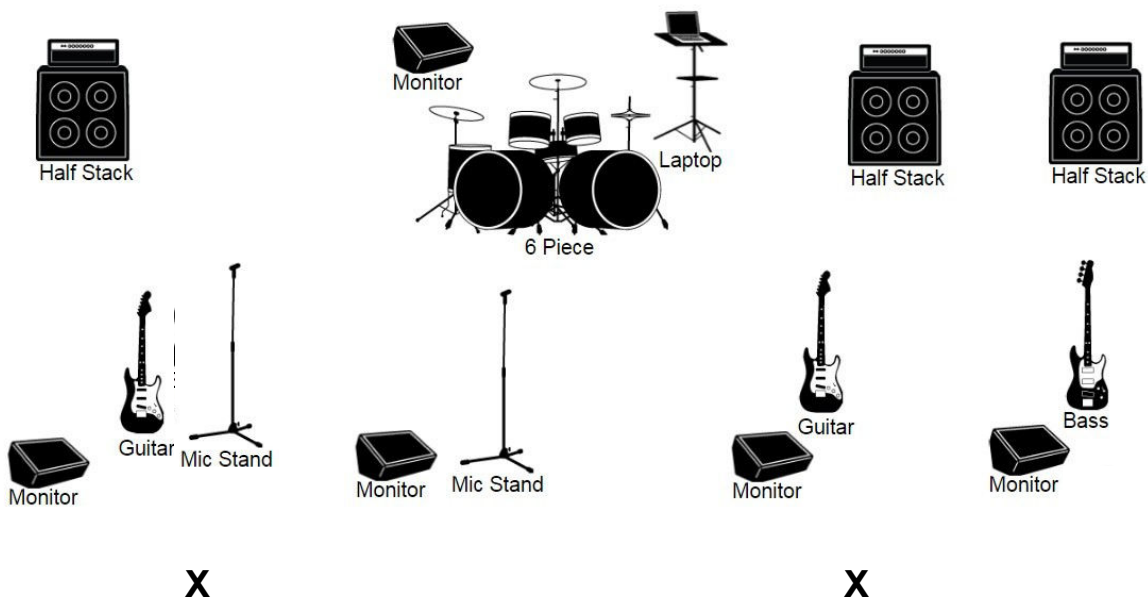 Monitor
Laptop
Half Stack
Half Stack
Half Stack
6 Piece
Guitar
Mic Stand
Monitor
Monitor
Mic Stand
Guitar
Monitor
Bass
Monitor
X
X